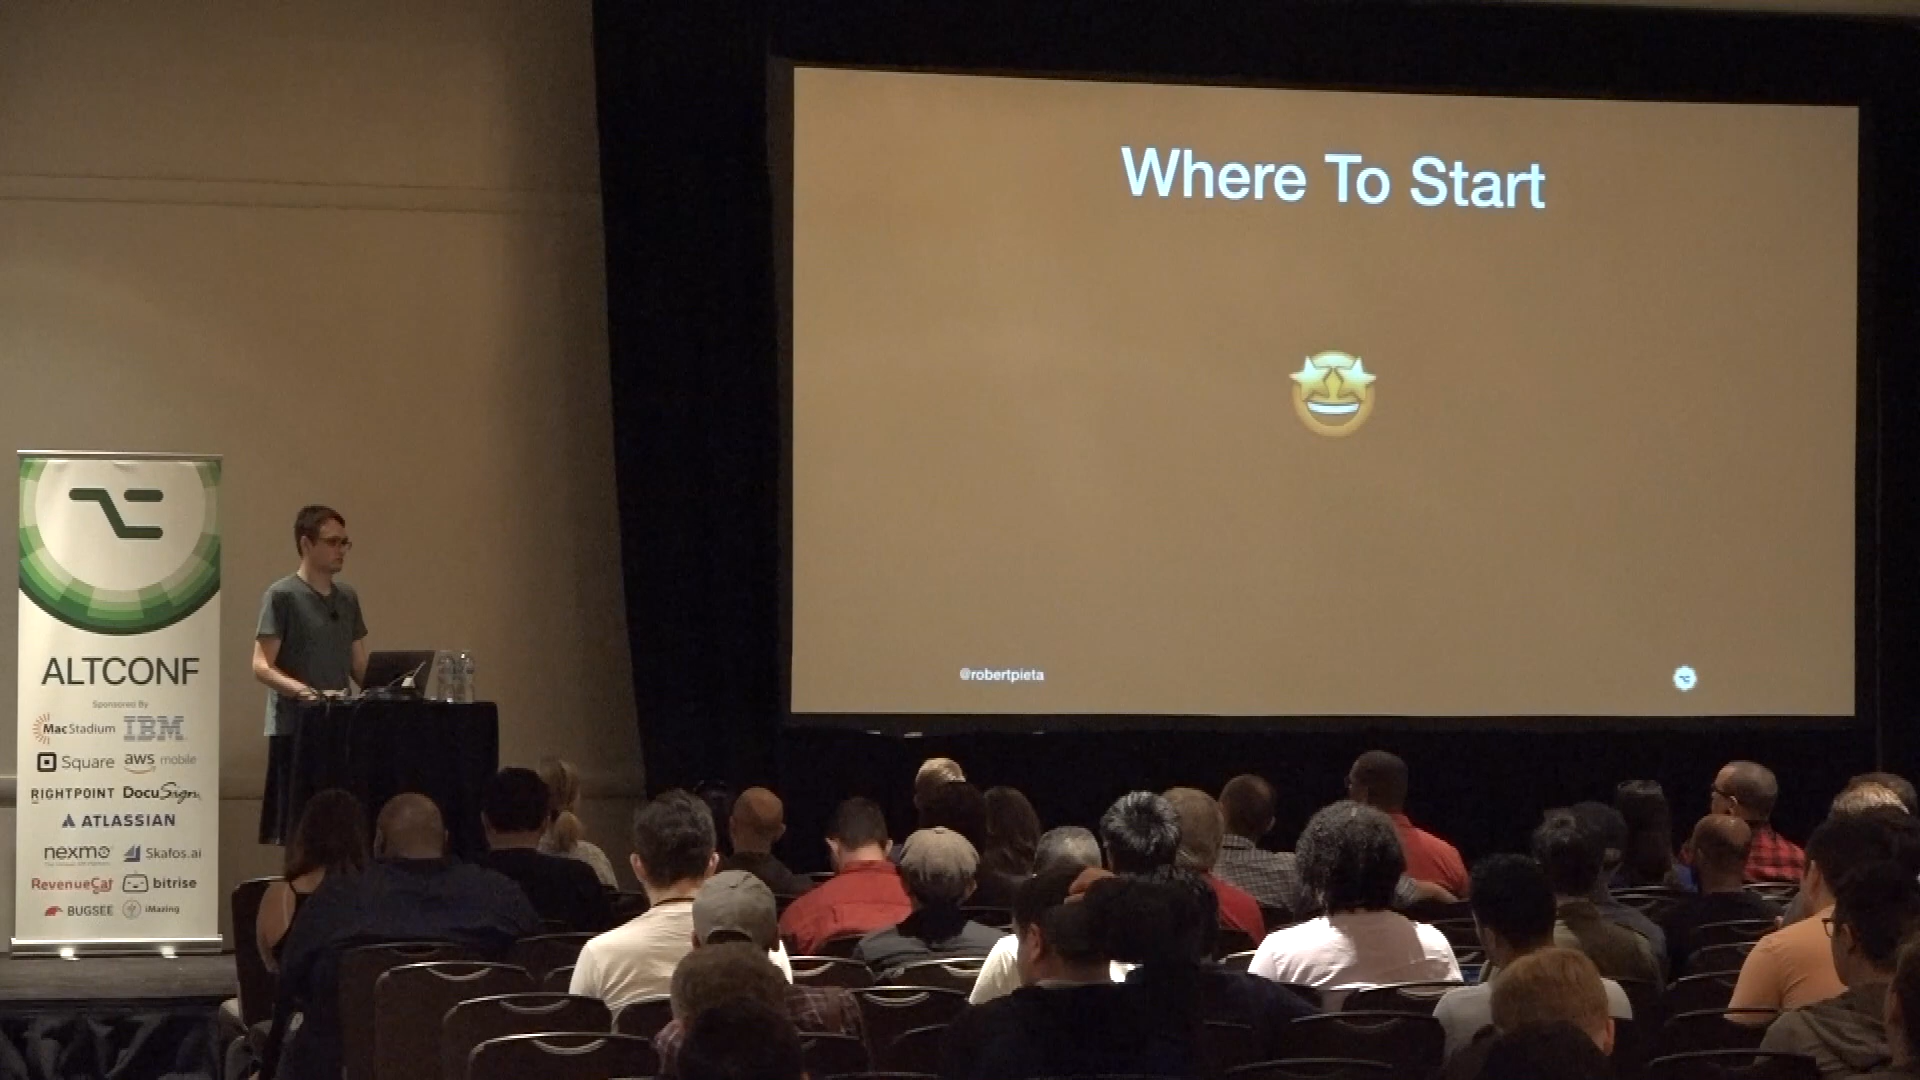 Where To Start
@robertpieta
ALTCONF
Sponsored By
MacStadium IBM
Square aws mobile
RIGHTPOINT DocuSign
ATLASSIAN
nexmo Skafos.ai
RevenueCat bitrise
BUGSEE iMazing